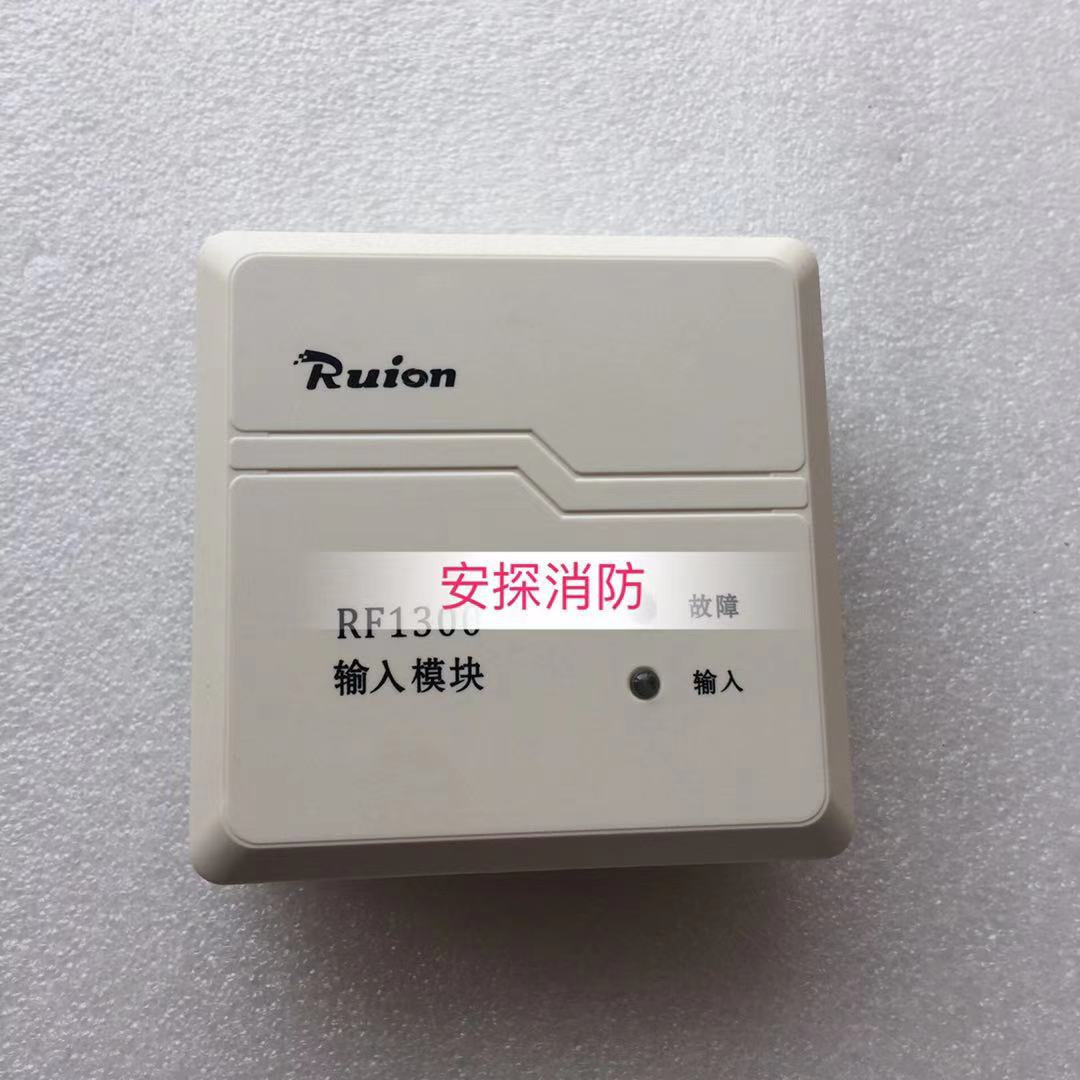 Ruion
安探消防
故障
RF1300
输入模块
输入